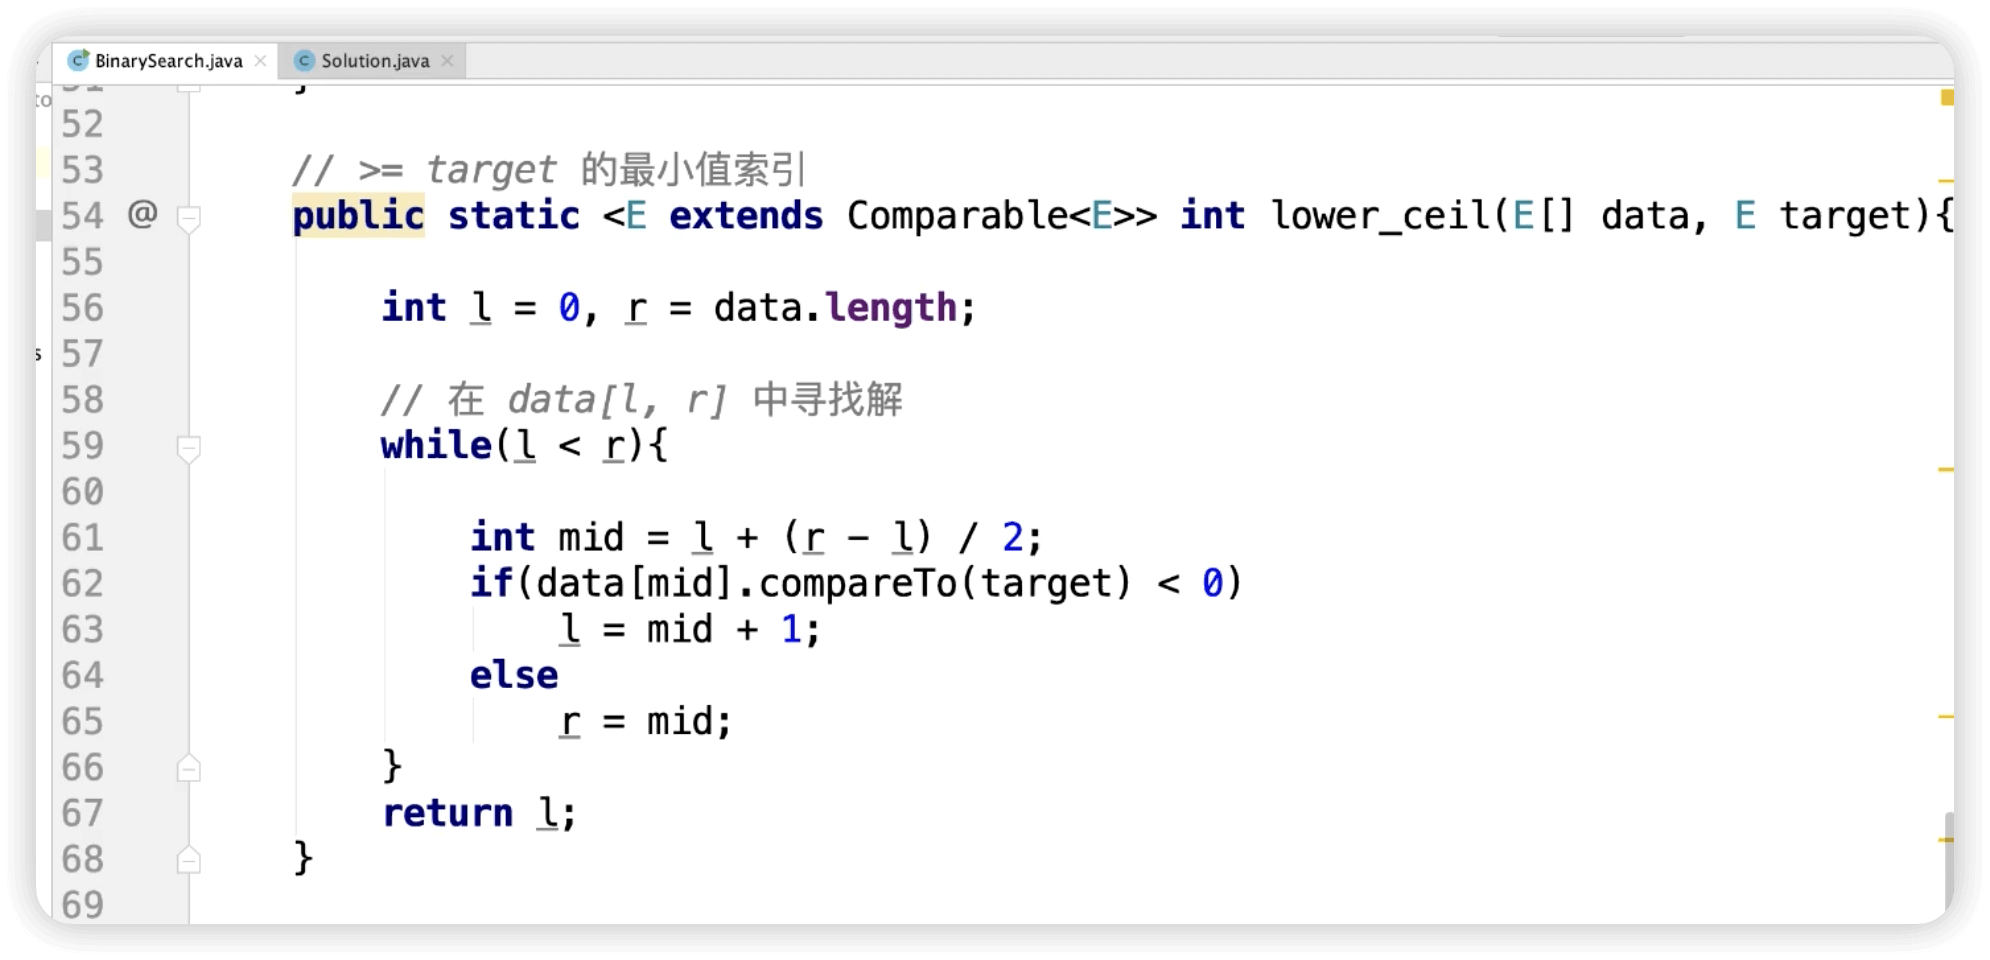 BinarySearch.java Solution.java
51 }
52
53 // >= target 的最小值索引
54 @ public static <E extends Comparable<E>> int lower_ceil(E[] data, E target){
55
56 int l = 0, r = data.length;
57
58 // 在 data[l, r] 中寻找解
59 while(l < r){
60
61 int mid = l + (r - l) / 2;
62 if(data[mid].compareTo(target) < 0)
63 l = mid + 1;
64 else
65 r = mid;
66 }
67 return l;
68 }
69